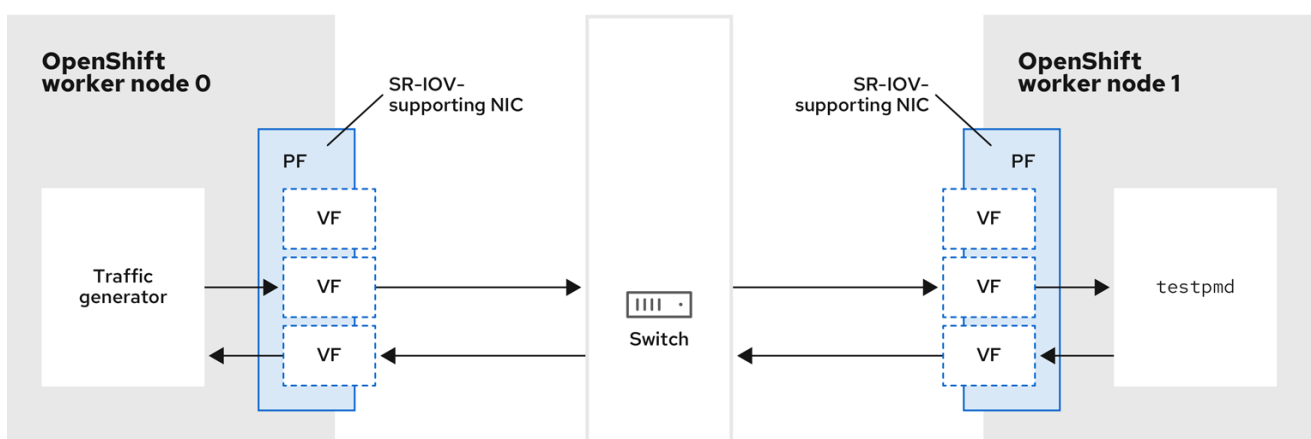 OpenShift
worker node 0
SR-IOV-
supporting NIC
PF
VF
VF
VF
Traffic
generator
Switch
SR-IOV-
supporting NIC
OpenShift
worker node 1
PF
VF
VF
VF
testpmd